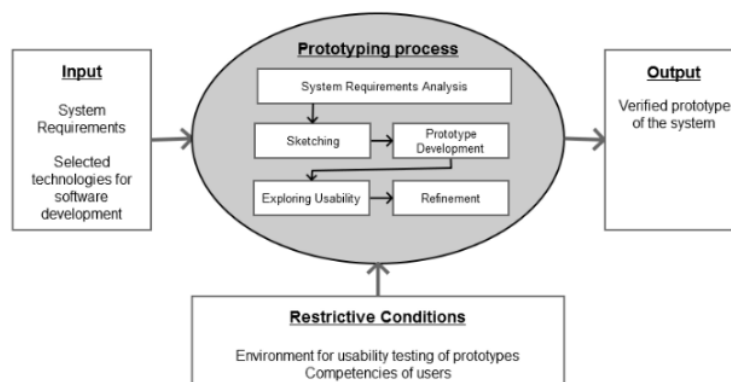 Input
System
Requirements
Selected
technologies for
software
development
Prototyping process
System Requirements Analysis
Sketching
Prototype
Development
Exploring Usability
Refinement
Output
Verified prototype
of the system
Restrictive Conditions
Environment for usability testing of prototypes
Competencies of users